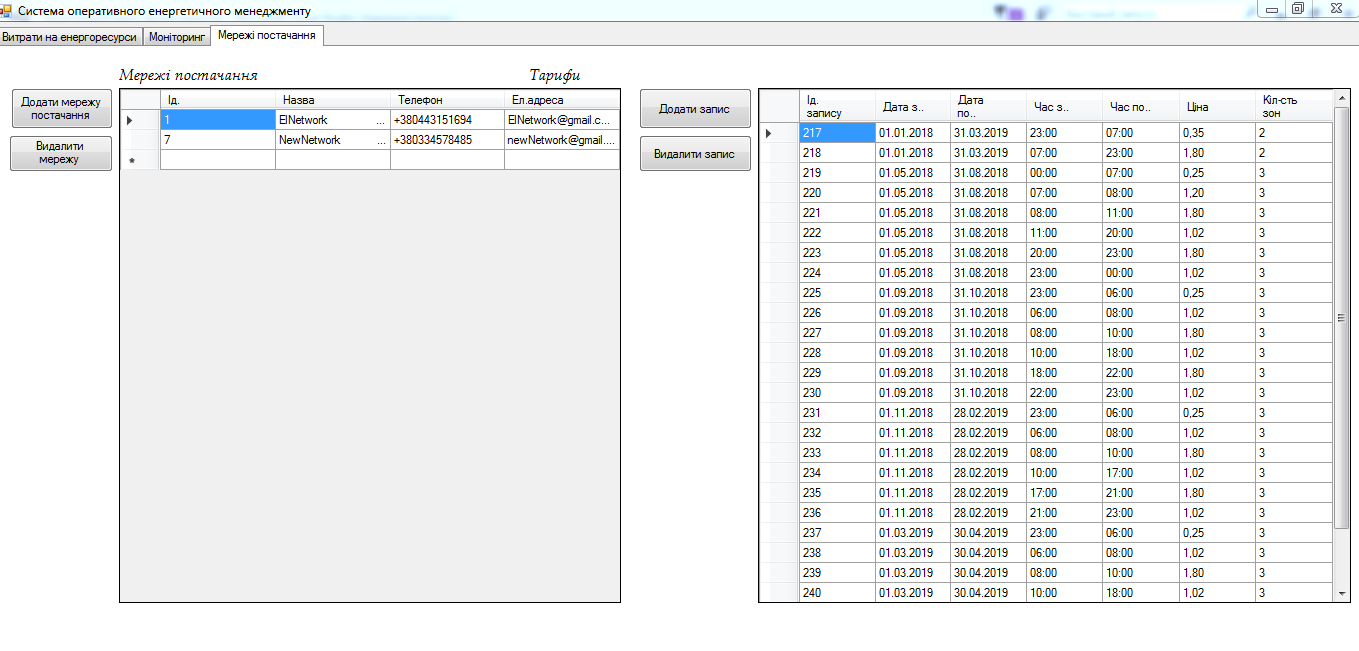 Система оперативного енергетичного менеджменту
Витрати на енергоресурси Моніторинг Мережі постачання
Мережі постачання Тарифи
Додати мережу постачання
Видалити мережу
Ід. Назва Телефон Ел.адреса
1 ElNetwork ... +380443151694 ElNetwork@gmail.c...
7 NewNetwork ... +380334578485 newNetwork@gmail....
Додати запис
Видалити запис
Ід. запису Дата з.. Дата по.. Час з.. Час по.. Ціна Кіл-сть зон
217 01.01.2018 31.03.2019 23:00 07:00 0,35 2
218 01.01.2018 31.03.2019 07:00 23:00 1,80 2
219 01.05.2018 31.08.2018 00:00 07:00 0,25 3
220 01.05.2018 31.08.2018 07:00 08:00 1,20 3
221 01.05.2018 31.08.2018 08:00 11:00 1,80 3
222 01.05.2018 31.08.2018 11:00 20:00 1,02 3
223 01.05.2018 31.08.2018 20:00 23:00 1,80 3
224 01.05.2018 31.08.2018 23:00 00:00 1,02 3
225 01.09.2018 31.10.2018 23:00 06:00 0,25 3
226 01.09.2018 31.10.2018 06:00 08:00 1,02 3
227 01.09.2018 31.10.2018 08:00 10:00 1,80 3
228 01.09.2018 31.10.2018 10:00 18:00 1,02 3
229 01.09.2018 31.10.2018 18:00 22:00 1,80 3
230 01.09.2018 31.10.2018 22:00 23:00 1,02 3
231 01.11.2018 28.02.2019 23:00 06:00 0,25 3
232 01.11.2018 28.02.2019 06:00 08:00 1,02 3
233 01.11.2018 28.02.2019 08:00 10:00 1,80 3
234 01.11.2018 28.02.2019 10:00 17:00 1,02 3
235 01.11.2018 28.02.2019 17:00 21:00 1,80 3
236 01.11.2018 28.02.2019 21:00 23:00 1,02 3
237 01.03.2019 30.04.2019 23:00 06:00 0,25 3
238 01.03.2019 30.04.2019 06:00 08:00 1,02 3
239 01.03.2019 30.04.2019 08:00 10:00 1,80 3
240 01.03.2019 30.04.2019 10:00 18:00 1,02 3